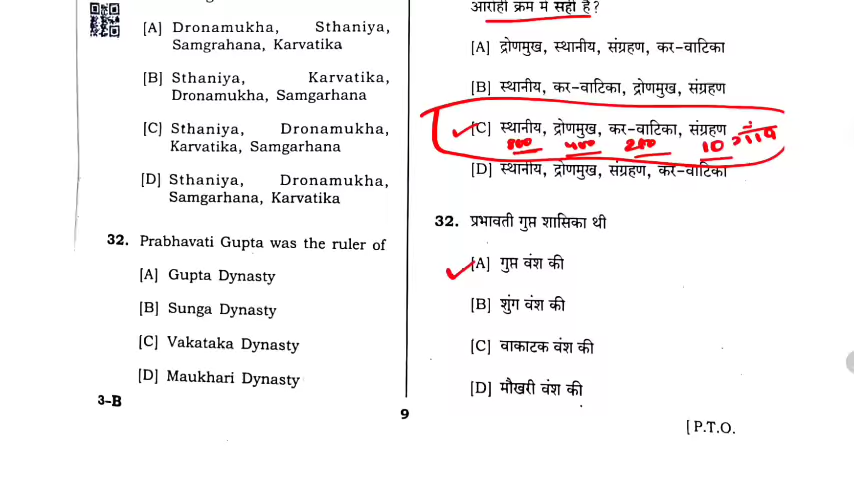 [A] Dronamukha, Sthaniya,
Samgrahana, Karvatika
[B] Sthaniya, Karvatika,
Dronamukha, Samgarhana
[C] Sthaniya, Dronamukha,
Karvatika, Samgarhana
[D] Sthaniya, Dronamukha,
Samgarhana, Karvatika
32. Prabhavati Gupta was the ruler of
[A] Gupta Dynasty
[B] Sunga Dynasty
[C] Vakataka Dynasty
[D] Maukhari Dynasty
3-B
आरोही क्रम में सही है?
[A] द्रोणमुख, स्थानीय, संग्रहण, कर-वाटिका
[B] स्थानीय, कर-वाटिका, द्रोणमुख, संग्रहण
[C] स्थानीय, द्रोणमुख, कर-वाटिका, संग्रहण
800 400 200 10 गाँव
[D] स्थानीय, द्रोणमुख, संग्रहण, कर-वाटिका
32. प्रभावती गुप्त शासिका थी
[A] गुप्त वंश की
[B] शुंग वंश की
[C] वाकाटक वंश की
[D] मौखरी वंश की
9
[ P.T.O.